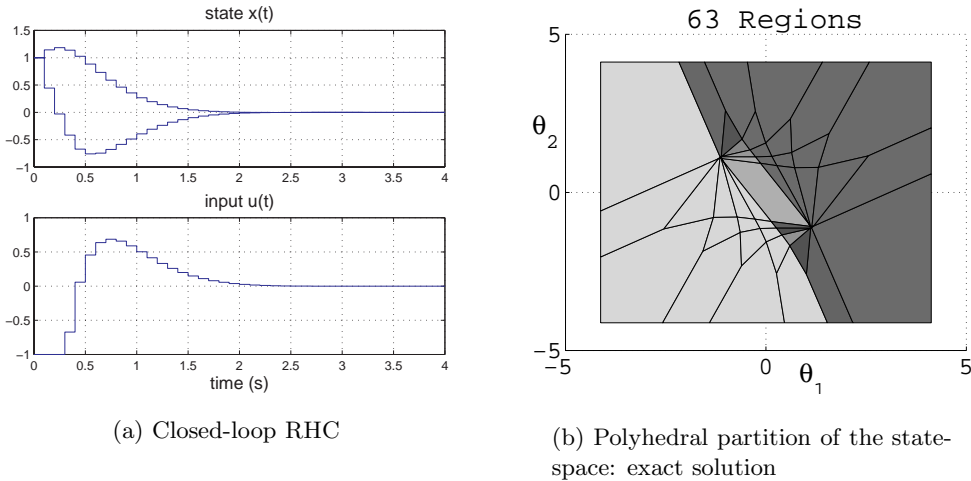 state x(t)
1.5
1
0.5
0
−0.5
−1
0 0.5 1 1.5 2 2.5 3 3.5 4
input u(t)
1
0.5
0
−0.5
−1
0 0.5 1 1.5 2 2.5 3 3.5 4
time (s)
(a) Closed-loop RHC
63 Regions
5
θ2
0
−5
−5 0 5
θ1
(b) Polyhedral partition of the state-
space: exact solution